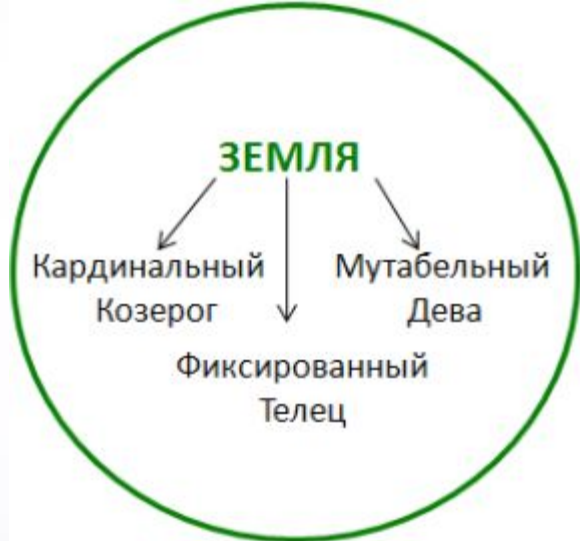 ЗЕМЛЯ
Кардинальный
Козерог
Мутабельный
Дева
Фиксированный
Телец